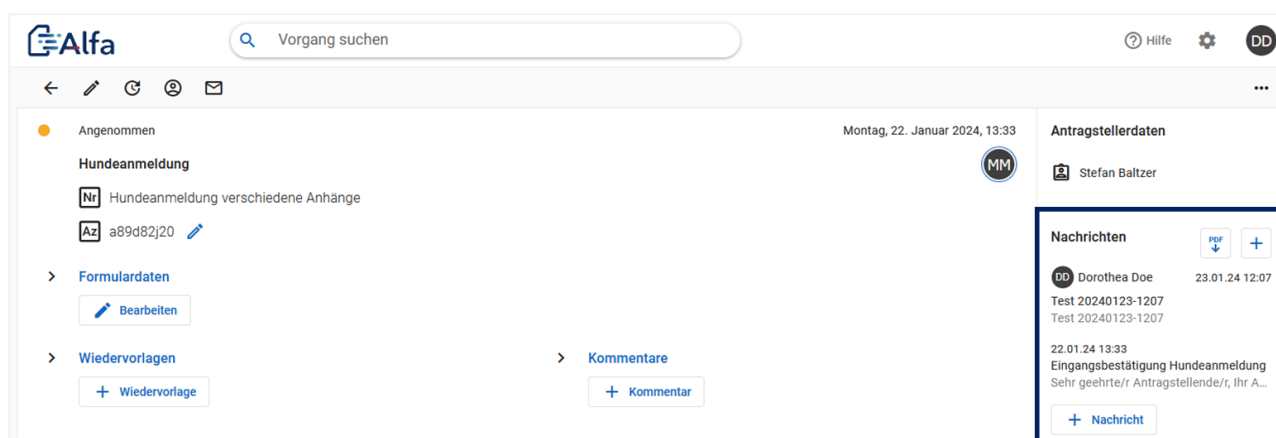 Alfa
Vorgang suchen
Hilfe
DD
Angenommen
Montag, 22. Januar 2024, 13:33
Hundeanmeldung
MM
Nr Hundeanmeldung verschiedene Anhänge
Az a89d82j20
Formulardaten
Bearbeiten
Wiedervorlagen
+ Wiedervorlage
Kommentare
+ Kommentar
Antragstellerdaten
Stefan Baltzer
Nachrichten
PDF
+
DD Dorothea Doe 23.01.24 12:07
Test 20240123-1207
Test 20240123-1207
22.01.24 13:33
Eingangsbestätigung Hundeanmeldung
Sehr geehrte/r Antragstellende/r, Ihr A...
+ Nachricht